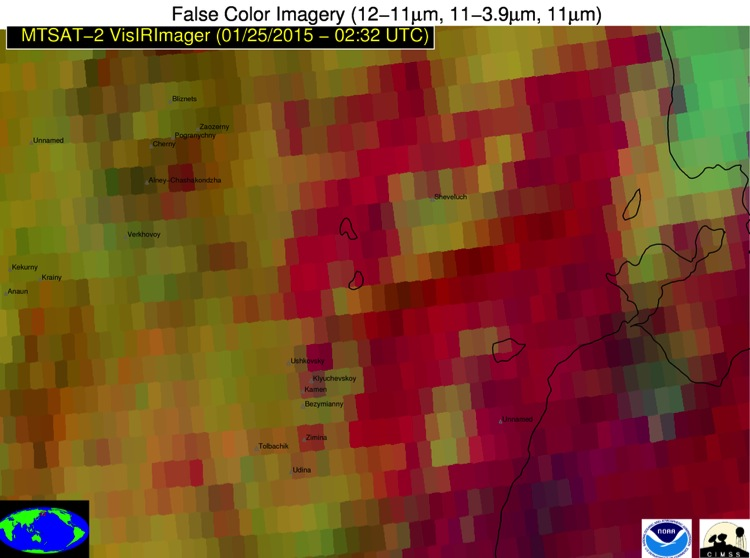 False Color Imagery (12−11μm, 11−3.9μm, 11μm)
MTSAT−2 VisIRImager (01/25/2015 − 02:32 UTC)
Bliznets
Zaozerny
Pogranychny
Unnamed
Cherny
Alney−Chashakondzha
Sheveluch
Verkhovoy
Kekurny
Krainy
Anaun
Ushkovsky
Klyuchevskoy
Kamen
Bezymianny
Unnamed
Zimina
Tolbachik
Udina
NOAA
CIMSS